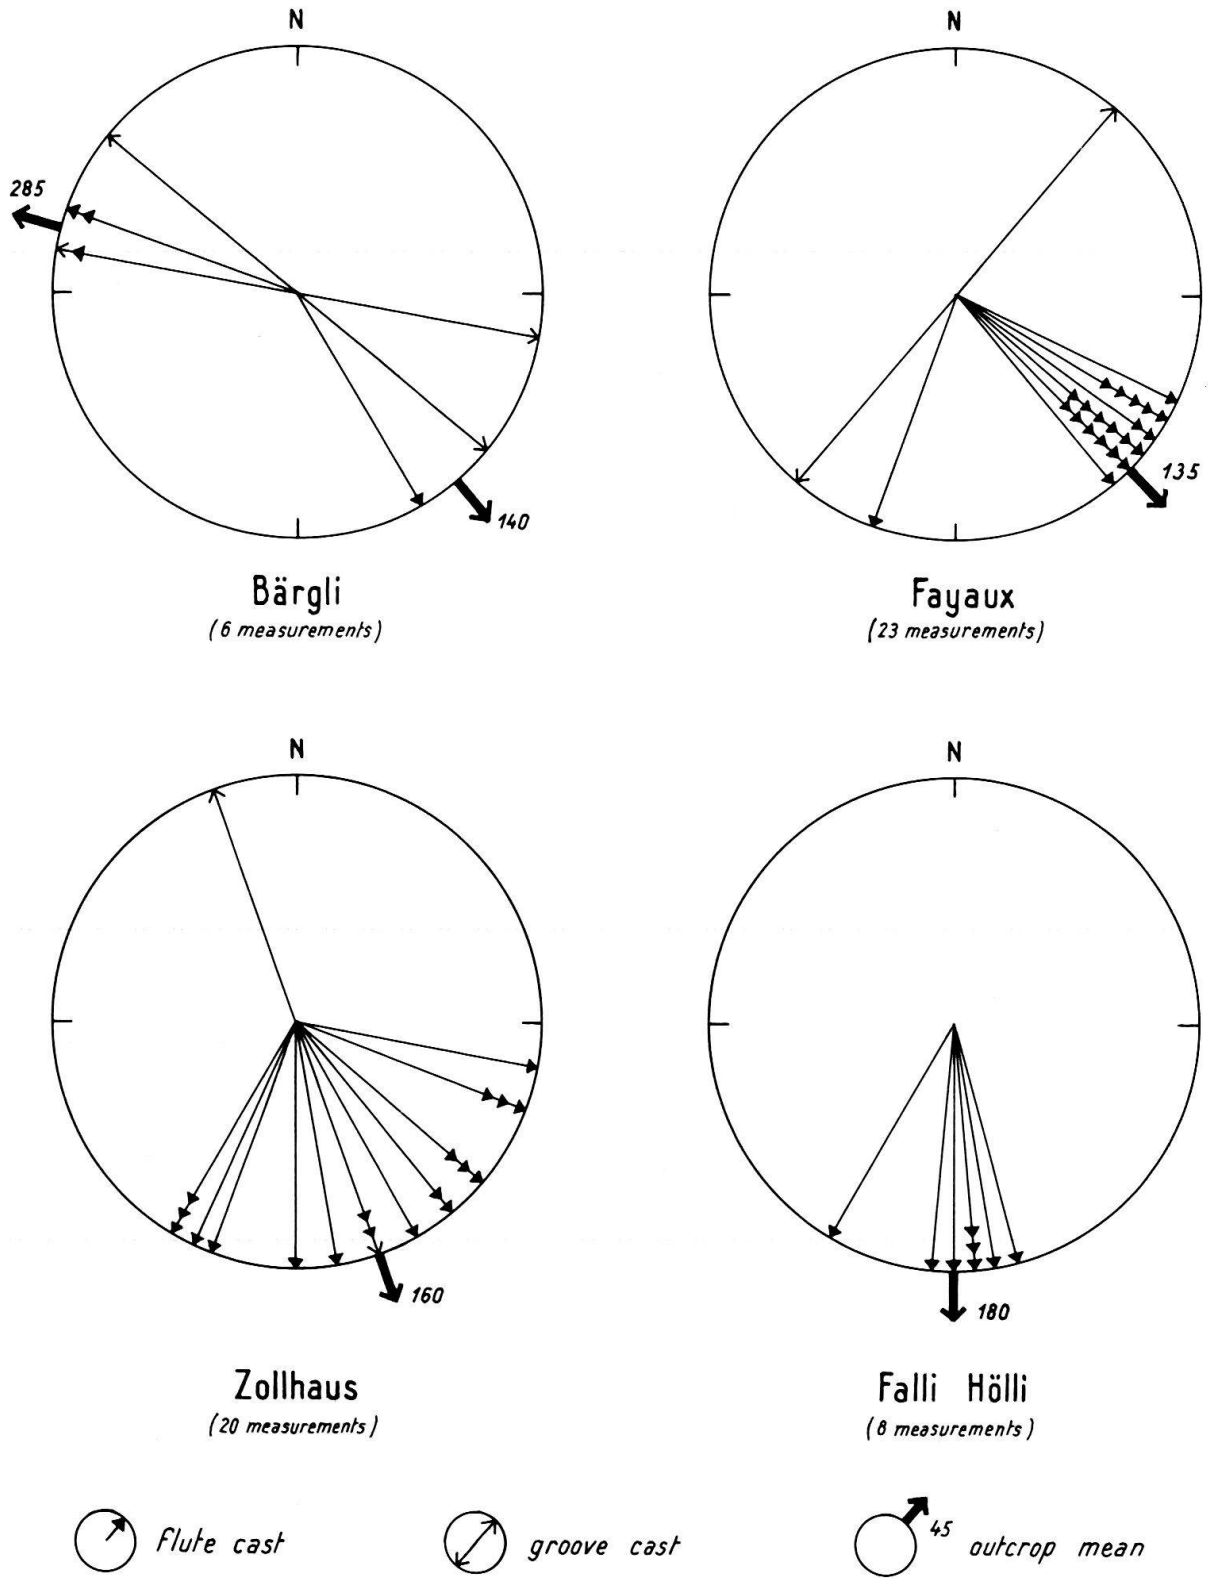 N
N
285
140
135
Bärgli
(6 measurements)
Fayaux
(23 measurements)
N
N
160
180
Zollhaus
(20 measurements)
Falli Hölli
(8 measurements)
flute cast
groove cast
45 outcrop mean